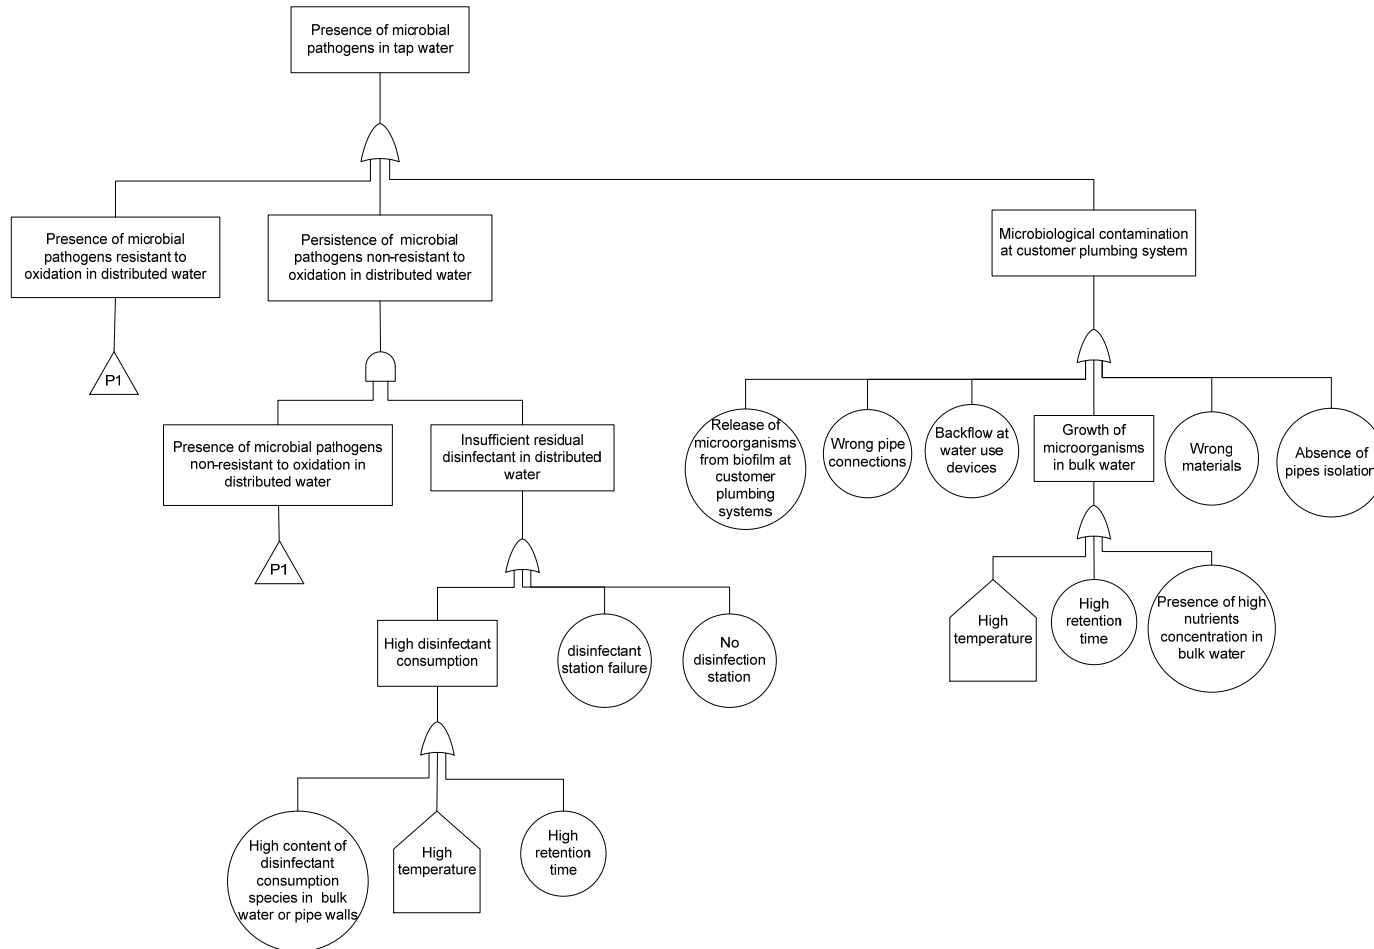 Presence of microbial
pathogens in tap water
Presence of microbial
pathogens resistant to
oxidation in distributed water
Persistence of microbial
pathogens non-resistant to
oxidation in distributed water
Microbiological contamination
at customer plumbing system
P1
Presence of microbial pathogens
non-resistant to oxidation in
distributed water
Insufficient residual
disinfectant in distributed
water
Release of
microorganisms
from biofilm at
customer
plumbing
systems
Wrong pipe
connections
Backflow at
water use
devices
Growth of
microorganisms
in bulk water
Wrong
materials
Absence of
pipes isolation
P1
High disinfectant
consumption
disinfectant
station failure
No
disinfection
station
High
temperature
High
retention
time
Presence of high
nutrients
concentration in
bulk water
High content of
disinfectant
consumption
species in bulk
water or pipe walls
High
temperature
High
retention
time